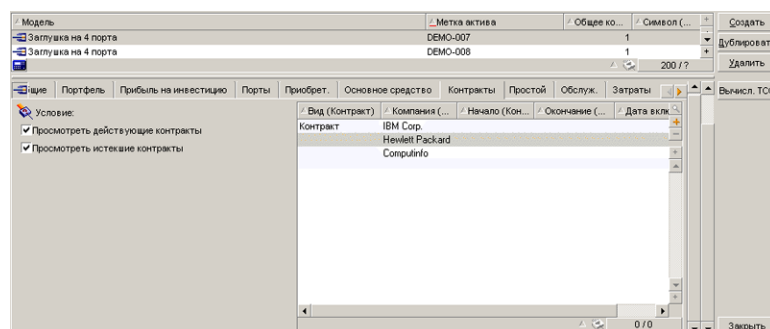 Модель Метка актива Общее ко... Символ (... Создать
Заглушка на 4 порта DEMO-007 1
Дублироват
Заглушка на 4 порта DEMO-008 1
200 / ? Удалить
бщие Портфель Прибыль на инвестицию Порты Приобрет. Основное средство Контракты Простой Обслуж. Затраты Вычисл. TCO
Условие: Вид (Контракт) Компания (... Начало (Кон... Окончание (... Дата вклк
Просмотреть действующие контракты Контракт IBM Corp.
Hewlett Packard
Просмотреть истекшие контракты Computinfo
0 / 0 Закрыть